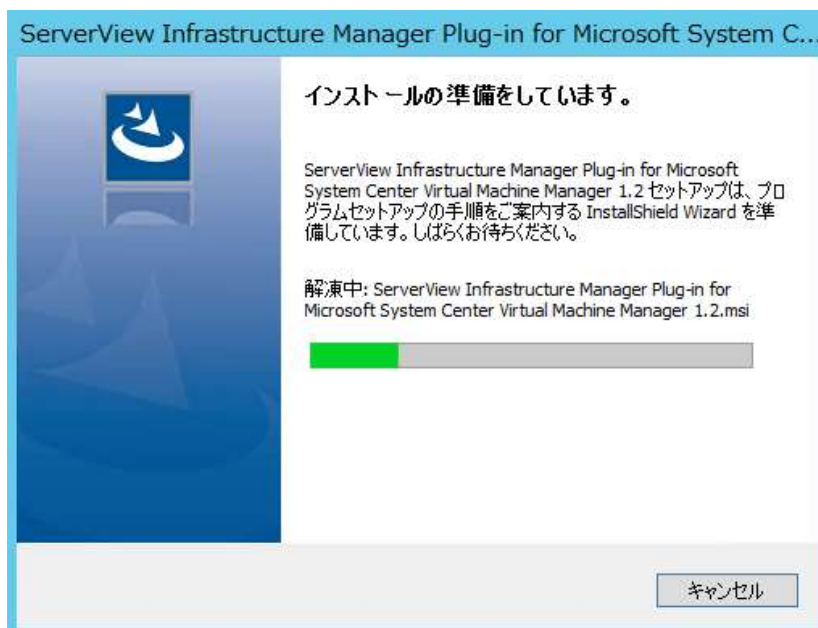 ServerView Infrastructure Manager Plug-in for Microsoft System C...
インストールの準備をしています。
ServerView Infrastructure Manager Plug-in for Microsoft
System Center Virtual Machine Manager 1.2 セットアップは、プロ
グラムセットアップの手順をご案内する InstallShield Wizard を準
備しています。しばらくお待ちください。
解凍中: ServerView Infrastructure Manager Plug-in for
Microsoft System Center Virtual Machine Manager 1.2.msi
キャンセル